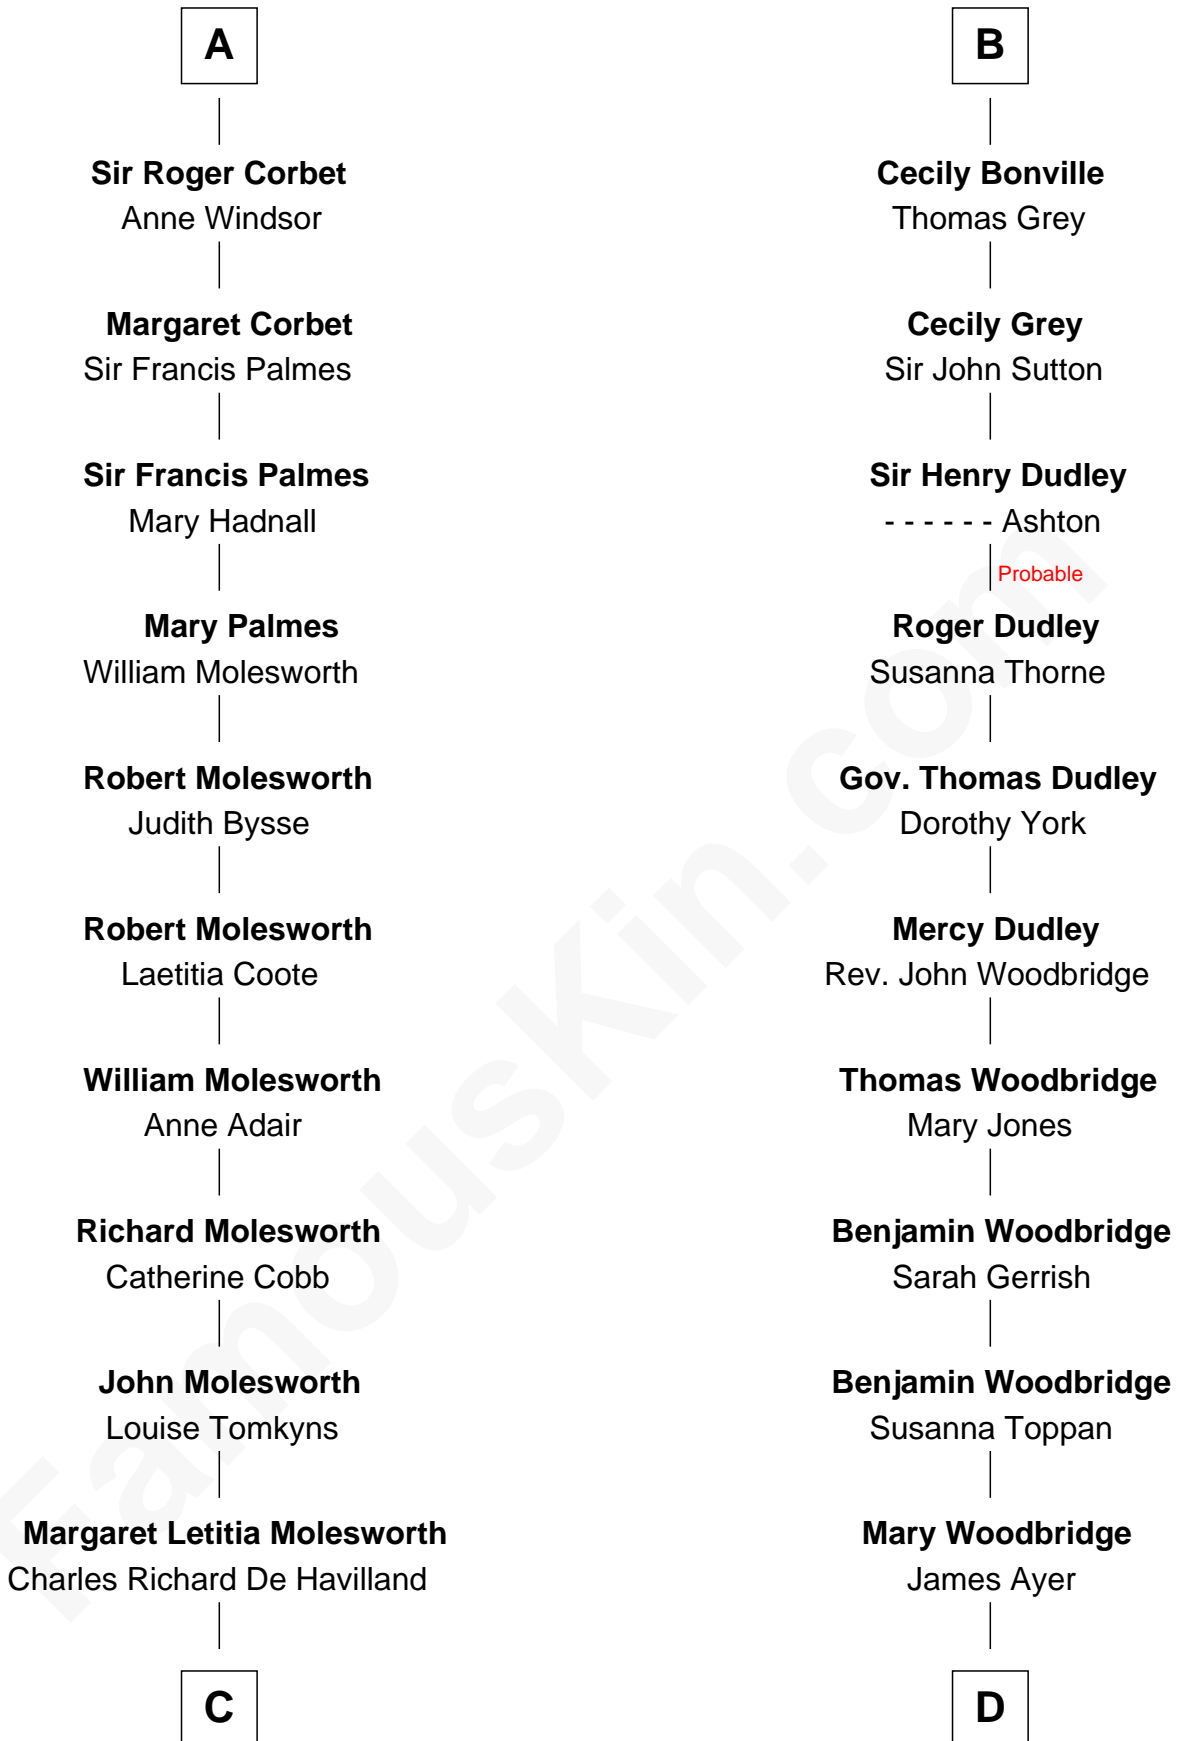 A
Sir Roger Corbet
Anne Windsor
Margaret Corbet
Sir Francis Palmes
Sir Francis Palmes
Mary Hadnall
Mary Palmes
William Molesworth
Robert Molesworth
Judith Bysse
Robert Molesworth
Laetitia Coote
William Molesworth
Anne Adair
Richard Molesworth
Catherine Cobb
John Molesworth
Louise Tomkyns
Margaret Letitia Molesworth
Charles Richard De Havilland
C
B
Cecily Bonville
Thomas Grey
Cecily Grey
Sir John Sutton
Sir Henry Dudley
- - - - - - Ashton
Probable
Roger Dudley
Susanna Thorne
Gov. Thomas Dudley
Dorothy York
Mercy Dudley
Rev. John Woodbridge
Thomas Woodbridge
Mary Jones
Benjamin Woodbridge
Sarah Gerrish
Benjamin Woodbridge
Susanna Toppan
Mary Woodbridge
James Ayer
D
FamousKin.com